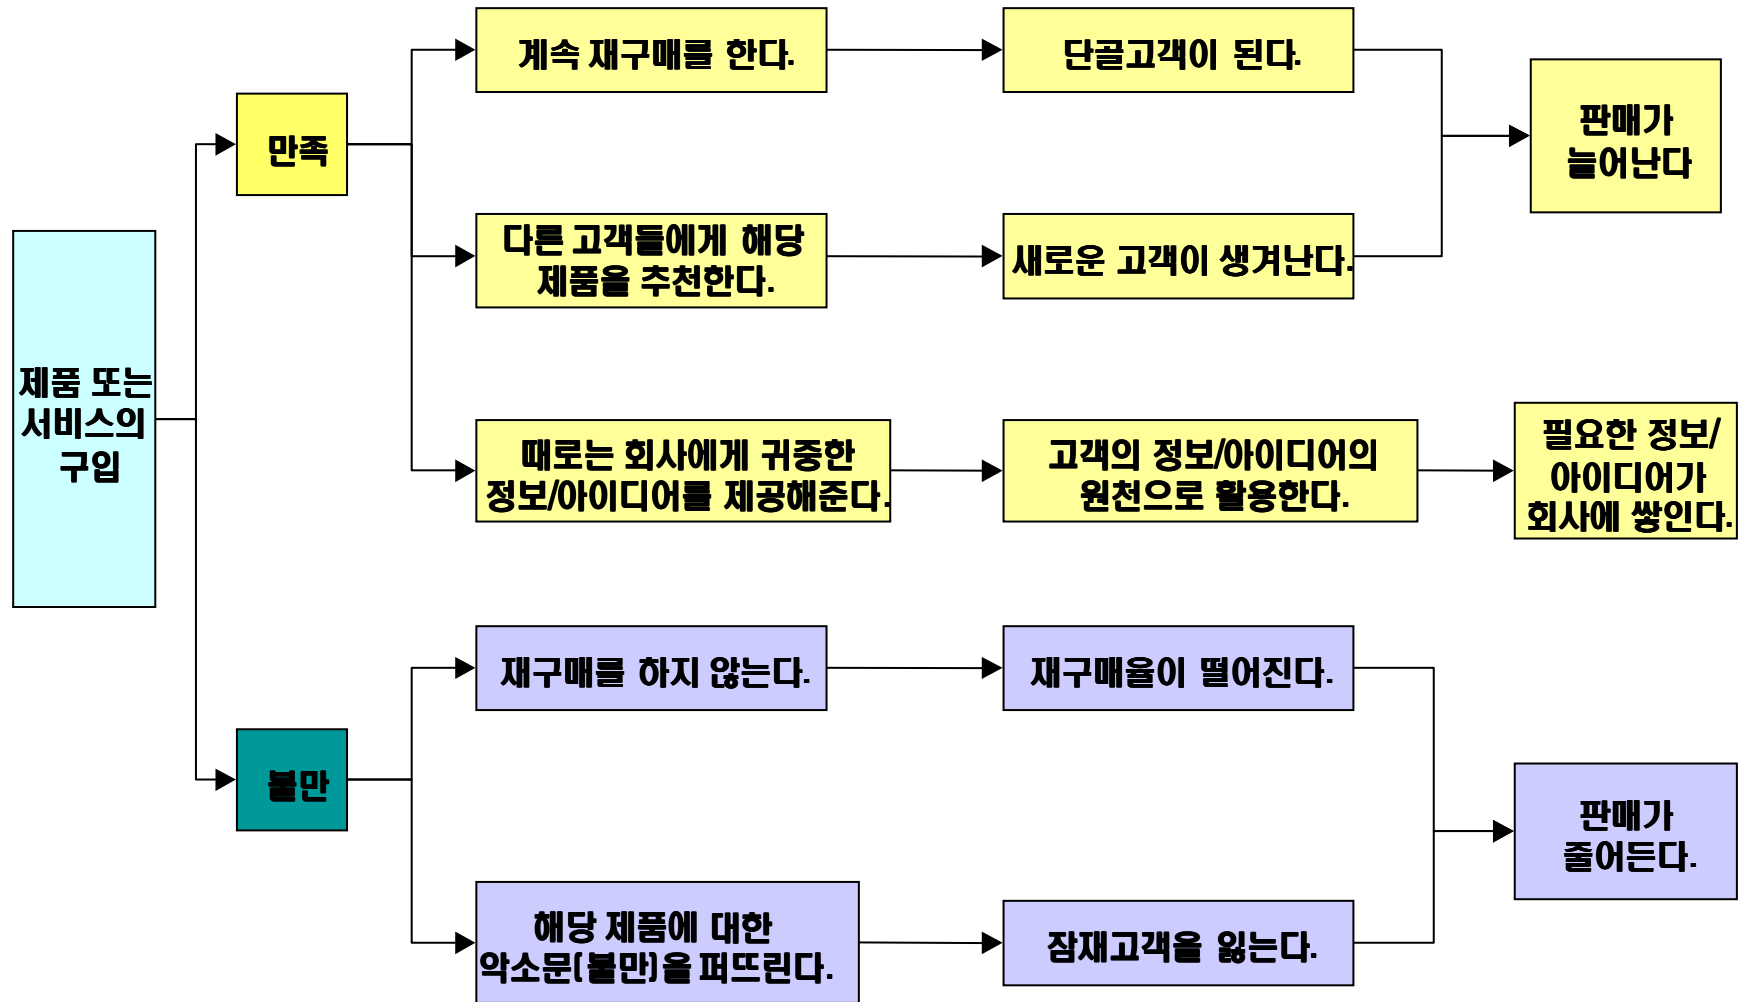 제품 또는
서비스의
구입
만족
계속 재구매를 한다.
단골고객이 된다.
판매가
늘어난다
다른 고객들에게 해당
제품을 추천한다.
새로운 고객이 생겨난다.
때로는 회사에게 귀중한
정보/아이디어를 제공해준다.
고객의 정보/아이디어의
원천으로 활용한다.
필요한 정보/
아이디어가
회사에 쌓인다.
불만
재구매를 하지 않는다.
재구매율이 떨어진다.
판매가
줄어든다.
해당 제품에 대한
악소문(불만)을 퍼뜨린다.
잠재고객을 잃는다.